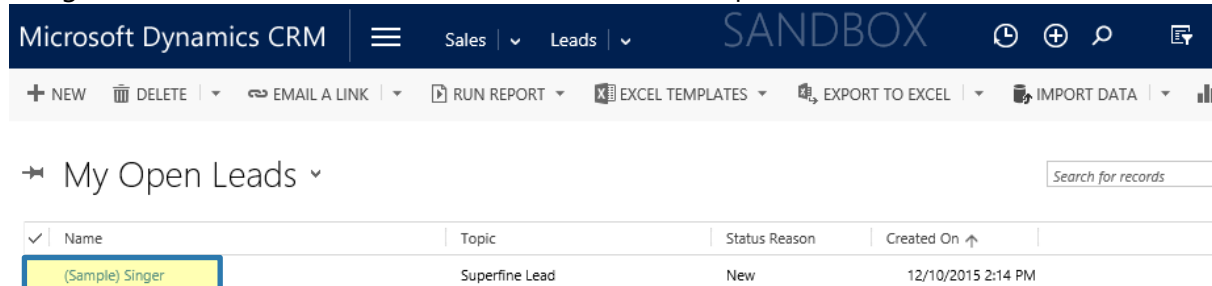 Microsoft Dynamics CRM Sales Leads SANDBOX
NEW DELETE EMAIL A LINK RUN REPORT EXCEL TEMPLATES EXPORT TO EXCEL IMPORT DATA
My Open Leads
Search for records
Name Topic Status Reason Created On
(Sample) Singer Superfine Lead New 12/10/2015 2:14 PM